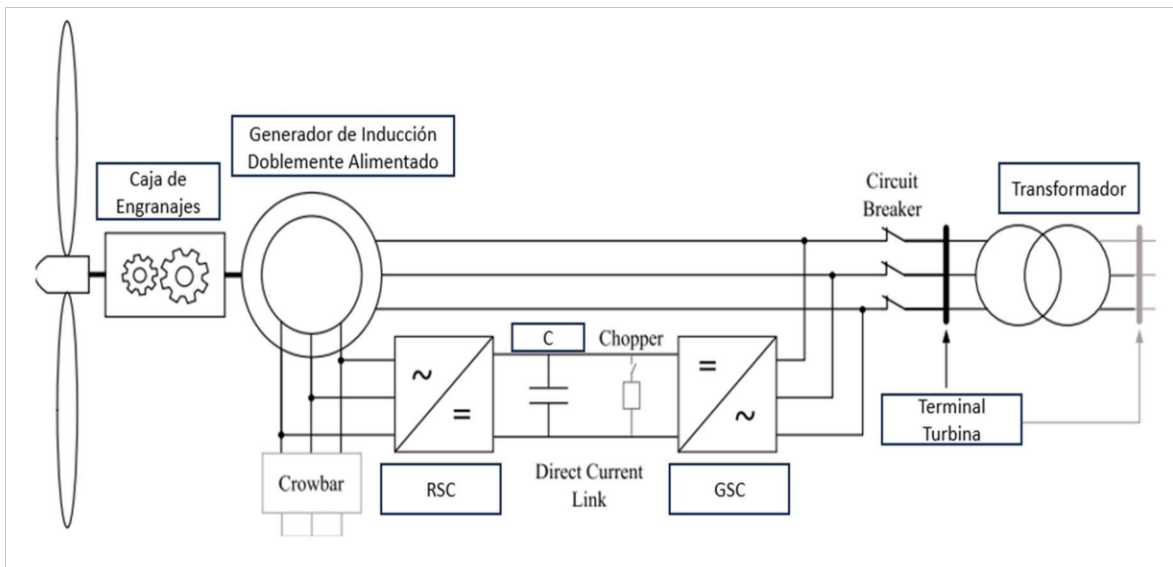 Generador de Inducción
Doblemente Alimentado
Caja de
Engranajes
Circuit
Breaker
Transformador
C
Chopper
~
=
=
~
Terminal
Turbina
Crowbar
RSC
Direct Current
Link
GSC